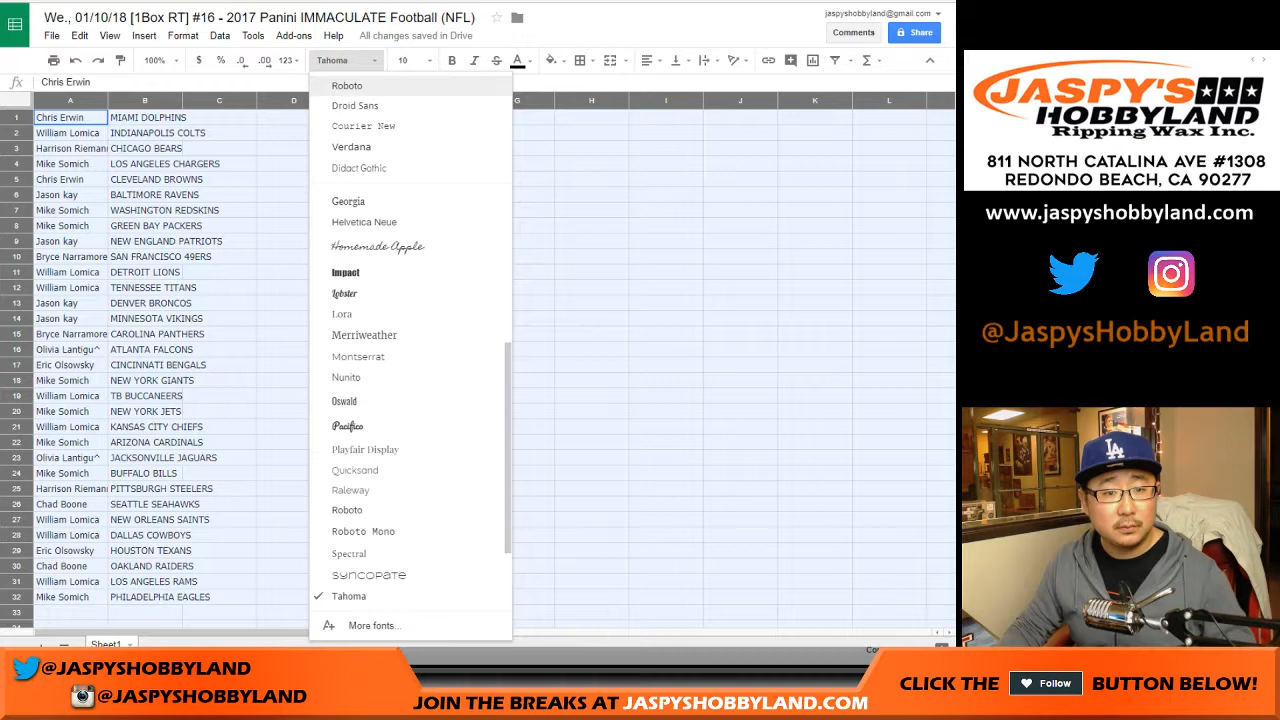 We., 01/10/18 [1Box RT] #16 - 2017 Panini IMMACULATE Football (NFL)
jaspyshobbyland@gmail.com
File Edit View Insert Format Data Tools Add-ons Help All changes saved in Drive
Comments Share
100% $ % .0 .00 123 Tahoma 10 B I S A
fx Chris Erwin
A B C D G H I J K L
1 Chris Erwin MIAMI DOLPHINS
2 William Lomica INDIANAPOLIS COLTS
3 Harrison Rieman CHICAGO BEARS
4 Mike Somich LOS ANGELES CHARGERS
5 Chris Erwin CLEVELAND BROWNS
6 Jason kay BALTIMORE RAVENS
7 Mike Somich WASHINGTON REDSKINS
8 Mike Somich GREEN BAY PACKERS
9 Jason kay NEW ENGLAND PATRIOTS
10 Bryce Narramore SAN FRANCISCO 49ERS
11 William Lomica DETROIT LIONS
12 William Lomica TENNESSEE TITANS
13 Jason kay DENVER BRONCOS
14 Jason kay MINNESOTA VIKINGS
15 Bryce Narramore CAROLINA PANTHERS
16 Olivia Lantigu^ ATLANTA FALCONS
17 Eric Olsowsky CINCINNATI BENGALS
18 Mike Somich NEW YORK GIANTS
19 William Lomica TB BUCCANEERS
20 Mike Somich NEW YORK JETS
21 William Lomica KANSAS CITY CHIEFS
22 Mike Somich ARIZONA CARDINALS
23 Olivia Lantigu^ JACKSONVILLE JAGUARS
24 Mike Somich BUFFALO BILLS
25 Harrison Rieman PITTSBURGH STEELERS
26 Chad Boone SEATTLE SEAHAWKS
27 William Lomica NEW ORLEANS SAINTS
28 William Lomica DALLAS COWBOYS
29 Eric Olsowsky HOUSTON TEXANS
30 Chad Boone OAKLAND RAIDERS
31 William Lomica LOS ANGELES RAMS
32 Mike Somich PHILADELPHIA EAGLES
33
Roboto
Droid Sans
Courier New
Verdana
Didact Gothic
Georgia
Helvetica Neue
Homemade Apple
Impact
Lobster
Lora
Merriweather
Montserrat
Nunito
Oswald
Pacifico
Playfair Display
Quicksand
Raleway
Roboto
Roboto Mono
Spectral
Syncopate
Tahoma
More fonts...
Sheet1
JASPY'S
HOBBYLAND
Ripping Wax Inc.
811 NORTH CATALINA AVE #1308
REDONDO BEACH, CA 90277
www.jaspyshobbyland.com
@JaspysHobbyLand
LA
@JASPYSHOBBYLAND
@JASPYSHOBBYLAND
JOIN THE BREAKS AT JASPYSHOBBYLAND.COM
CLICK THE Follow BUTTON BELOW!